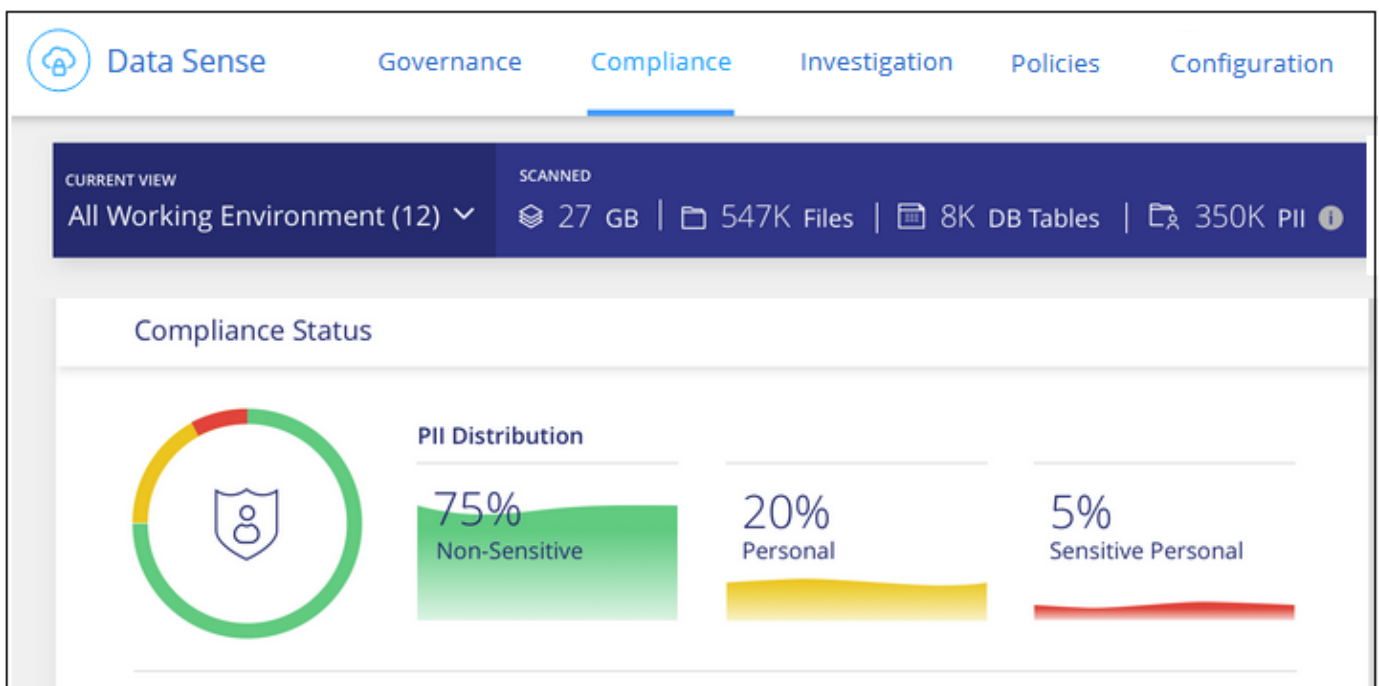 Data Sense Governance Compliance Investigation Policies Configuration
CURRENT VIEW
All Working Environment (12)
SCANNED
27 GB | 547K Files | 8K DB Tables | 350K PII i
Compliance Status
PII Distribution
75%
Non-Sensitive
20%
Personal
5%
Sensitive Personal